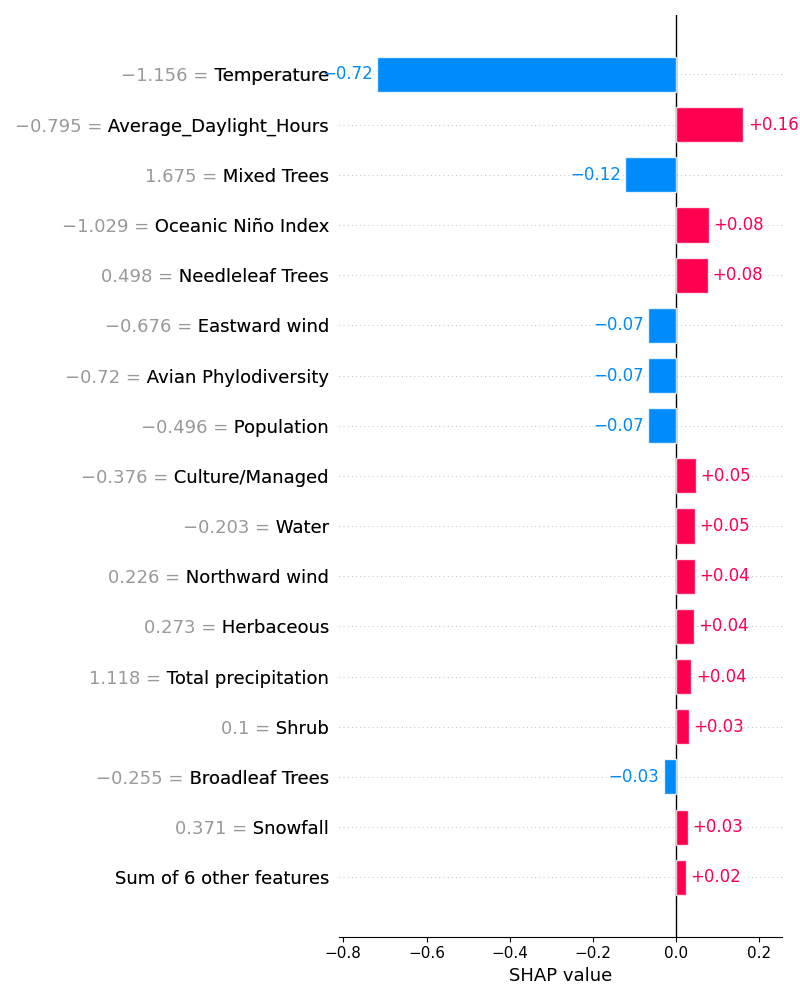 −1.156 = Temperature −0.72
−0.795 = Average_Daylight_Hours +0.16
1.675 = Mixed Trees −0.12
−1.029 = Oceanic Niño Index +0.08
0.498 = Needleleaf Trees +0.08
−0.676 = Eastward wind −0.07
−0.72 = Avian Phylodiversity −0.07
−0.496 = Population −0.07
−0.376 = Culture/Managed +0.05
−0.203 = Water +0.05
0.226 = Northward wind +0.04
0.273 = Herbaceous +0.04
1.118 = Total precipitation +0.04
0.1 = Shrub +0.03
−0.255 = Broadleaf Trees −0.03
0.371 = Snowfall +0.03
Sum of 6 other features +0.02
−0.8 −0.6 −0.4 −0.2 0.0 0.2
SHAP value